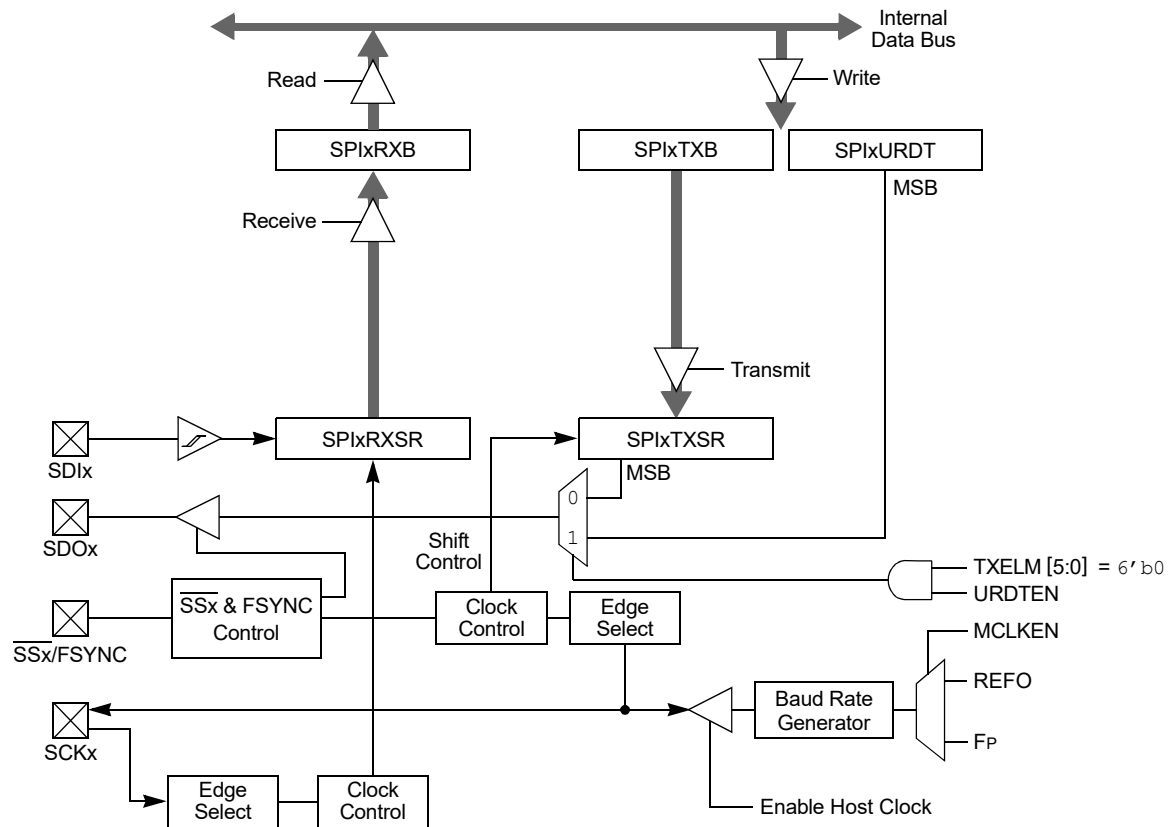 Internal
Data Bus
Read
Write
SPIxRXB
SPIxTXB
SPIxURDT
MSB
Receive
Transmit
SPIxRXSR
SPIxTXSR
SDIx
MSB
0
1
SDOx
Shift
Control
TXELM [5:0] = 6’b0
URDTEN
SSx & FSYNC
Control
Clock
Control
Edge
Select
SSx/FSYNC
MCLKEN
REFO
Baud Rate
Generator
FP
SCKx
Edge
Select
Clock
Control
Enable Host Clock